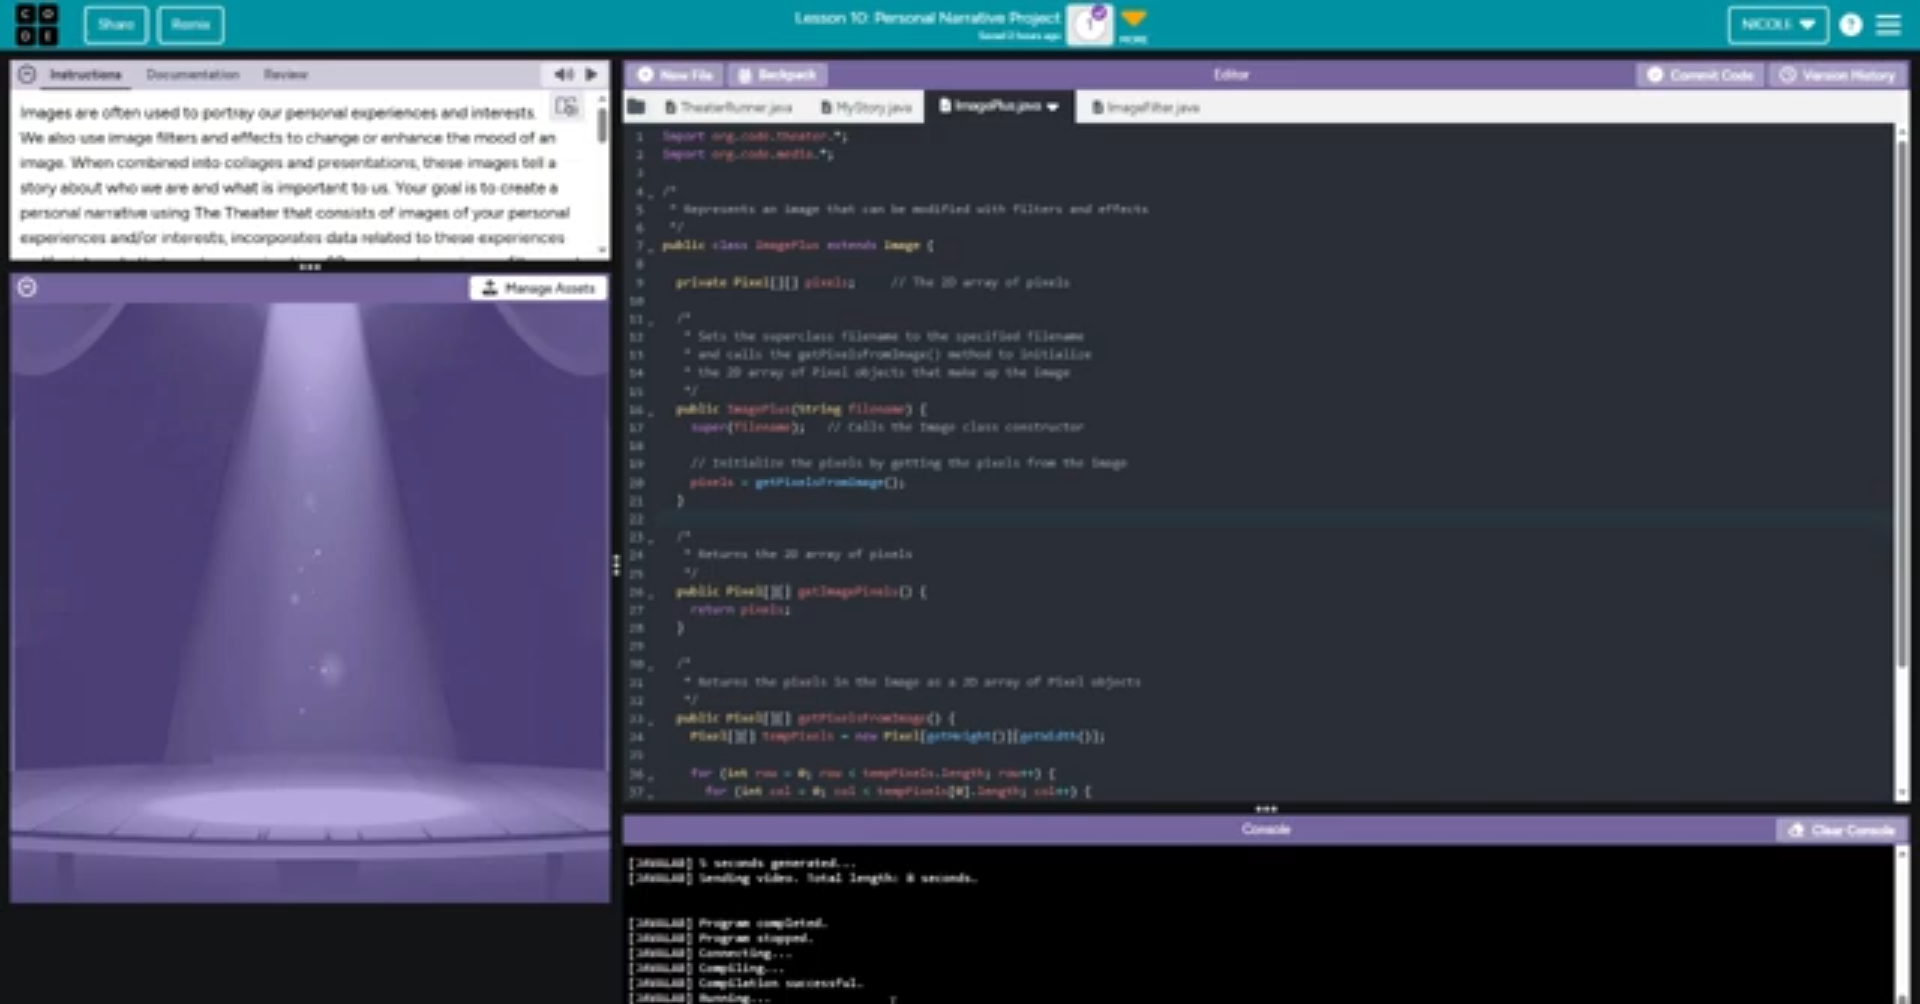 CODE
Share
Remix
Lesson 10: Personal Narrative Project
Saved 2 hours ago
1
MORE
NICOLE
?
Instructions Documentation Review
Images are often used to portray our personal experiences and interests.
We also use image filters and effects to change or enhance the mood of an
image. When combined into collages and presentations, these images tell a
story about who we are and what is important to us. Your goal is to create a
personal narrative using The Theater that consists of images of your personal
experiences and/or interests, incorporates data related to these experiences
Manage Assets
New File Backpack Editor Commit Code Version History
TheaterRunner.java MyStory.java ImagePlus.java ImageFilter.java
1 import org.code.theater.*;
2 import org.code.media.*;
3
4 /*
5 * Represents an image that can be modified with filters and effects
6 */
7 public class ImagePlus extends Image {
8
9 private Pixel[][] pixels; // The 2D array of pixels
10
11 /*
12 * Sets the superclass filename to the specified filename
13 * and calls the getPixelsFromImage() method to initialize
14 * the 2D array of Pixel objects that make up the image
15 */
16 public ImagePlus(String filename) {
17 super(filename); // Calls the Image class constructor
18
19 // Initialize the pixels by getting the pixels from the image
20 pixels = getPixelsFromImage();
21 }
22
23 /*
24 * Returns the 2D array of pixels
25 */
26 public Pixel[][] getImagePixels() {
27 return pixels;
28 }
29
30 /*
31 * Returns the pixels in the image as a 2D array of Pixel objects
32 */
33 public Pixel[][] getPixelsFromImage() {
34 Pixel[][] tempPixels = new Pixel[getHeight()][getWidth()];
35
36 for (int row = 0; row < tempPixels.length; row++) {
37 for (int col = 0; col < tempPixels[0].length; col++) {
Console
Clear Console
[JAVALAB] 5 seconds generated...
[JAVALAB] Sending video. Total length: 8 seconds.
[JAVALAB] Program completed.
[JAVALAB] Program stopped.
[JAVALAB] Connecting...
[JAVALAB] Compiling...
[JAVALAB] Compilation successful.
[JAVALAB] Running...